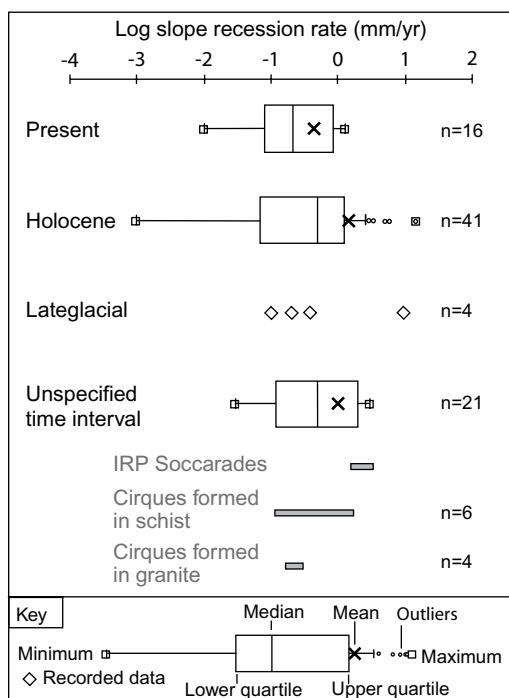 Log slope recession rate (mm/yr)
-4 -3 -2 -1 0 1 2
Present n=16
Holocene n=41
Lateglacial n=4
Unspecified
time interval n=21
IRP Soccarades
Cirques formed
in schist n=6
Cirques formed
in granite n=4
Key
Median Mean Outliers
Minimum Maximum
Recorded data
Lower quartile Upper quartile